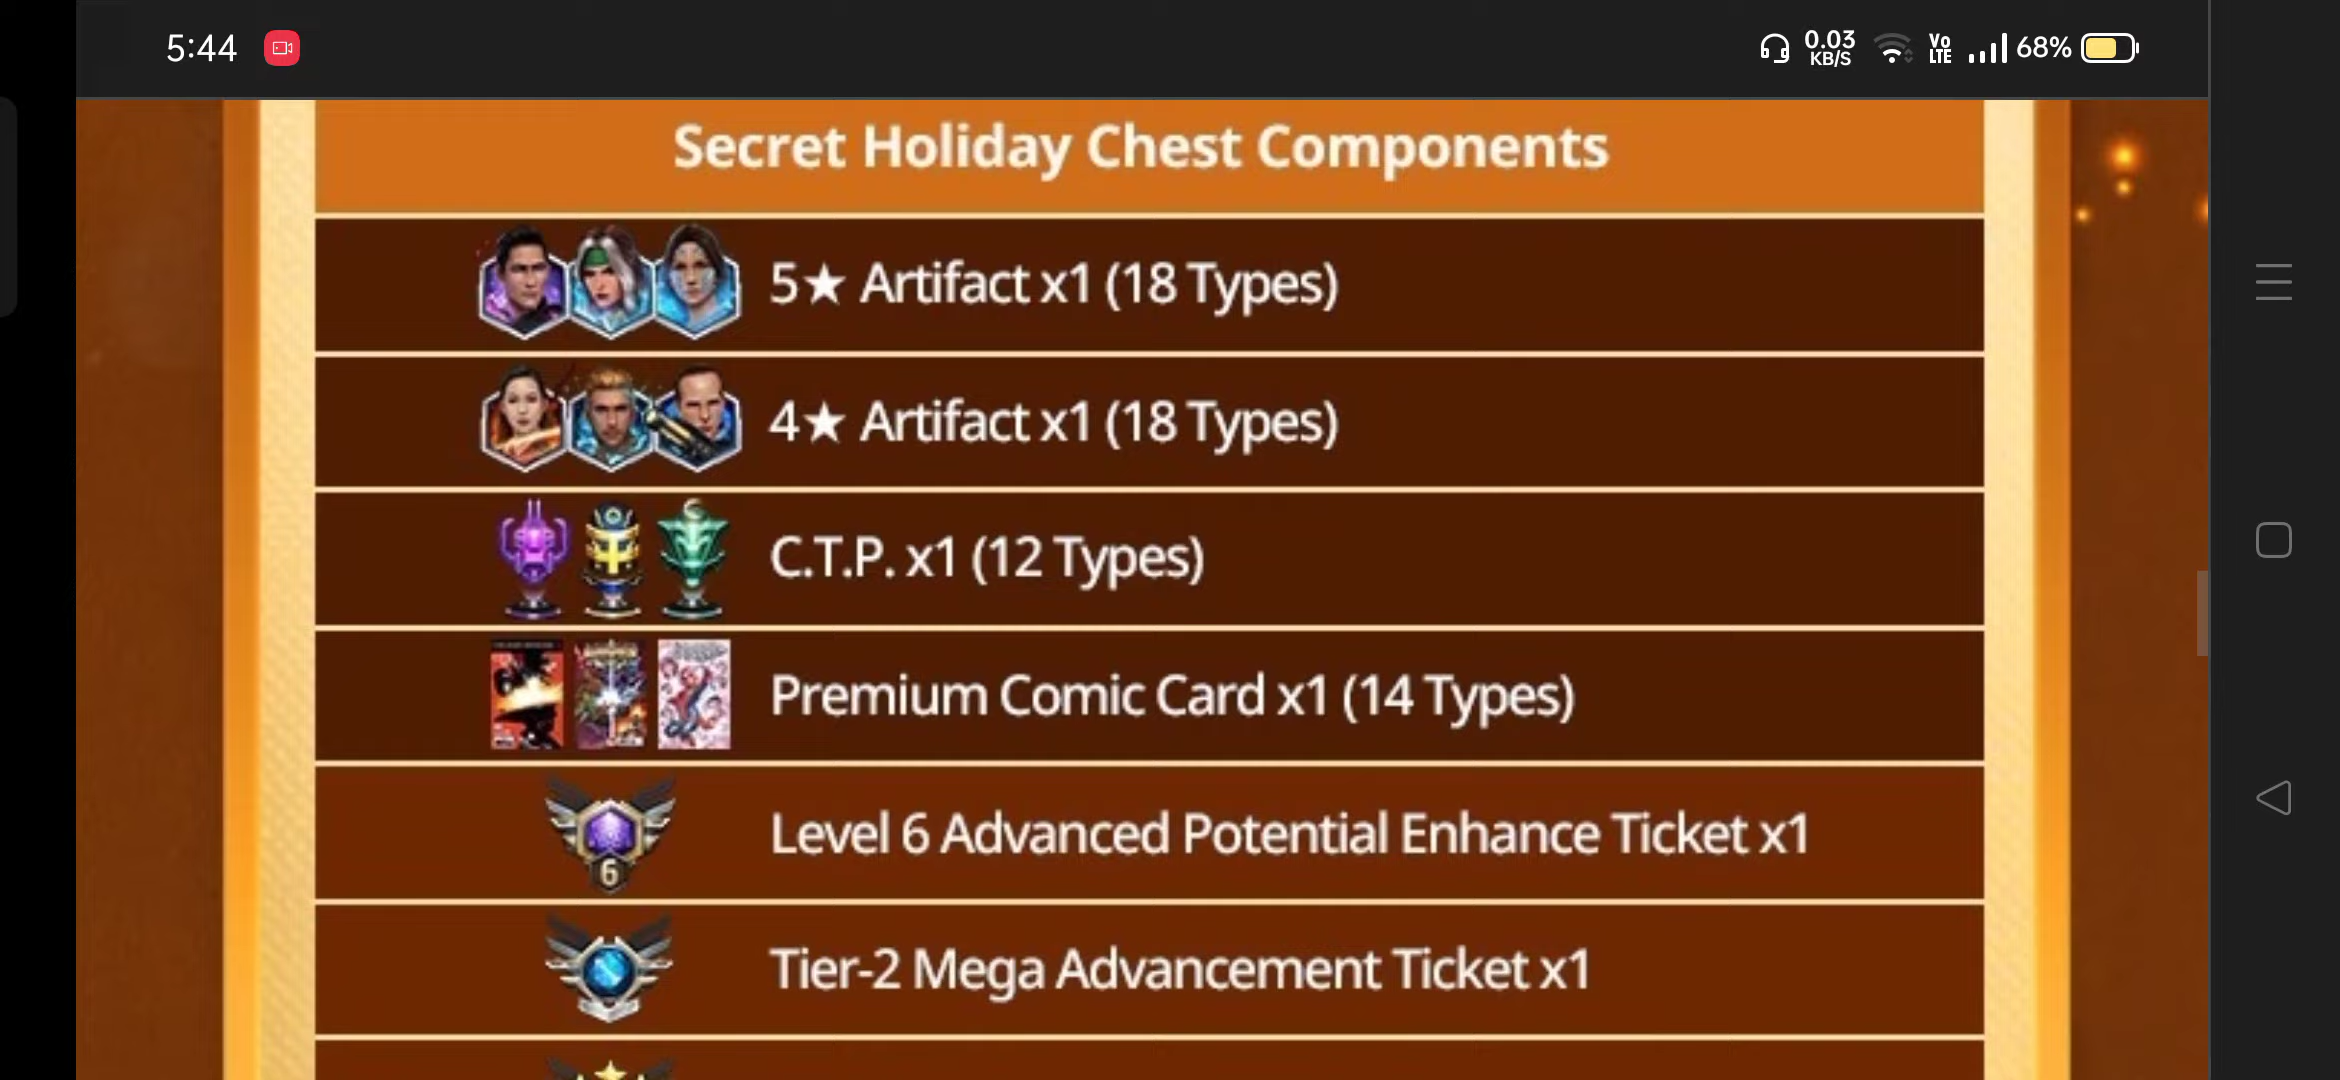 5:44
0.03
KB/S
Vo
LTE
68%
Secret Holiday Chest Components
5★ Artifact x1 (18 Types)
4★ Artifact x1 (18 Types)
C.T.P. x1 (12 Types)
Premium Comic Card x1 (14 Types)
6
Level 6 Advanced Potential Enhance Ticket x1
Tier-2 Mega Advancement Ticket x1